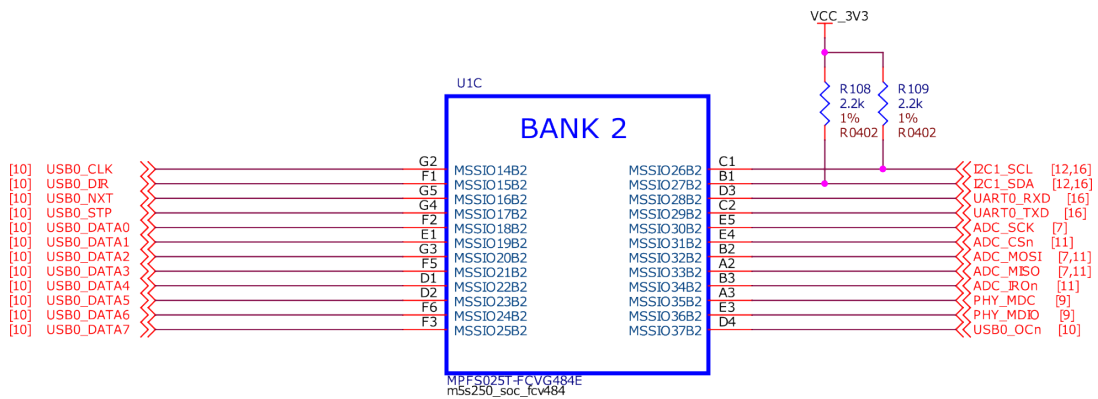 VCC_3V3
U1C
R108 R109
2.2k 2.2k
1% 1%
R0402 R0402
BANK 2
[10] USB0_CLK G2 MSSIO14B2 MSSIO26B2 C1 I2C1_SCL [12,16]
[10] USB0_DIR F1 MSSIO15B2 MSSIO27B2 B1 I2C1_SDA [12,16]
[10] USB0_NXT G5 MSSIO16B2 MSSIO28B2 D3 UART0_RXD [16]
[10] USB0_STP G4 MSSIO17B2 MSSIO29B2 C2 UART0_TXD [16]
[10] USB0_DATA0 F2 MSSIO18B2 MSSIO30B2 E5 ADC_SCK [7]
[10] USB0_DATA1 E1 MSSIO19B2 MSSIO31B2 E4 ADC_CSn [11]
[10] USB0_DATA2 G3 MSSIO20B2 MSSIO32B2 B2 ADC_MOSI [7,11]
[10] USB0_DATA3 F5 MSSIO21B2 MSSIO33B2 A2 ADC_MISO [7,11]
[10] USB0_DATA4 D1 MSSIO22B2 MSSIO34B2 B3 ADC_IROn [11]
[10] USB0_DATA5 D2 MSSIO23B2 MSSIO35B2 A3 PHY_MDC [9]
[10] USB0_DATA6 F6 MSSIO24B2 MSSIO36B2 E3 PHY_MDIO [9]
[10] USB0_DATA7 F3 MSSIO25B2 MSSIO37B2 D4 USB0_OCn [10]
MPFS025T-FCVG484E
m5s250_soc_fcv484